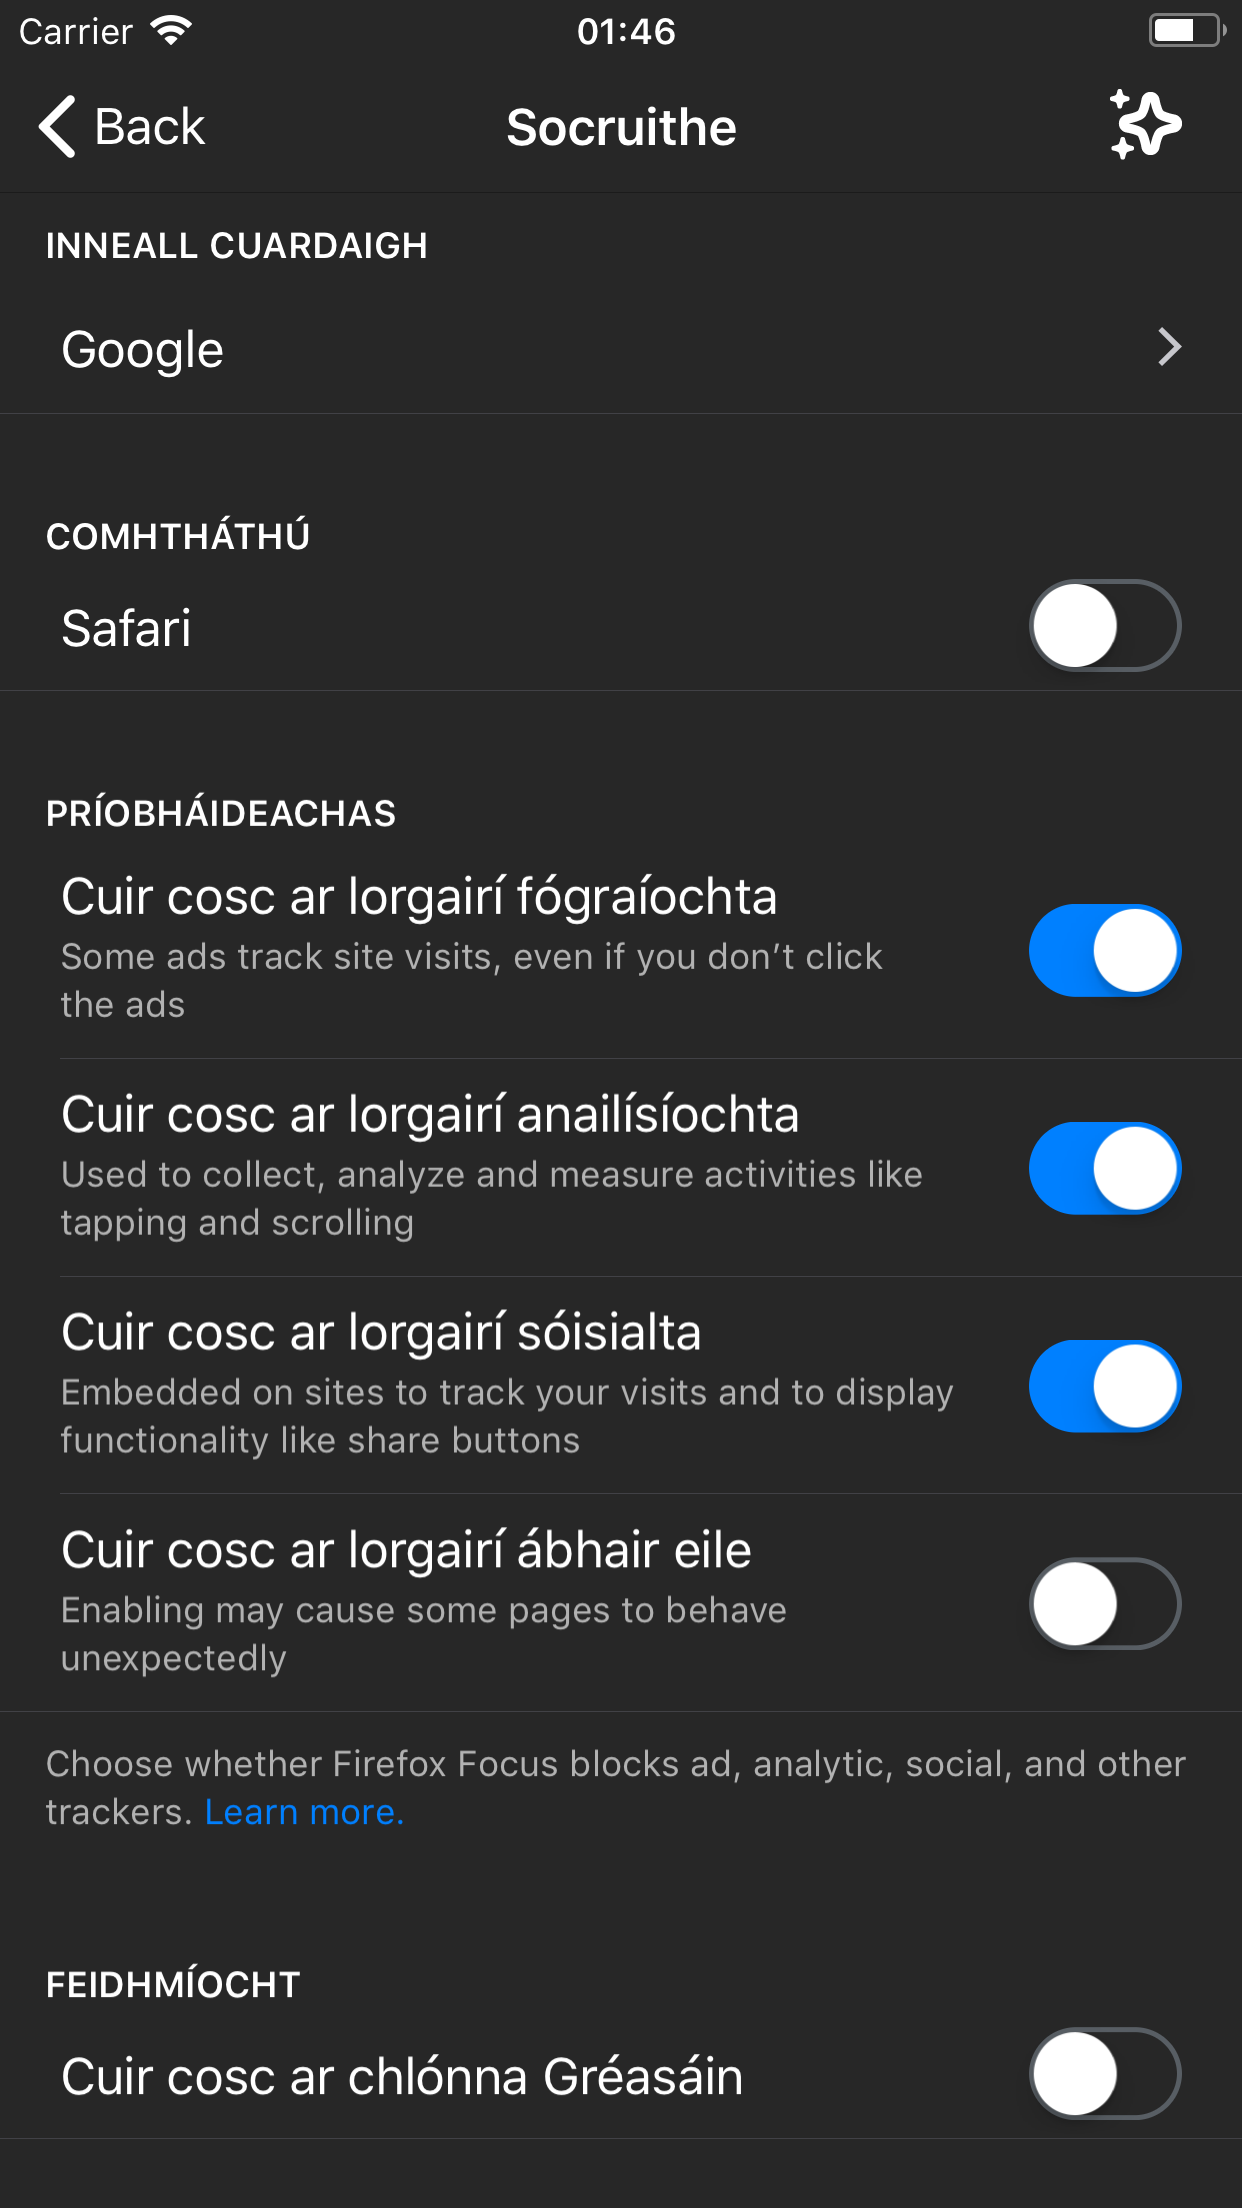 Carrier
01:46
Back
Socruithe
INNEALL CUARDAIGH
Google
COMHTHÁTHÚ
Safari
PRÍOBHÁIDEACHAS
Cuir cosc ar lorgairí fógraíochta
Some ads track site visits, even if you don’t click
the ads
Cuir cosc ar lorgairí anailísíochta
Used to collect, analyze and measure activities like
tapping and scrolling
Cuir cosc ar lorgairí sóisialta
Embedded on sites to track your visits and to display
functionality like share buttons
Cuir cosc ar lorgairí ábhair eile
Enabling may cause some pages to behave
unexpectedly
Choose whether Firefox Focus blocks ad, analytic, social, and other
trackers. Learn more.
FEIDHMÍOCHT
Cuir cosc ar chlónna Gréasáin